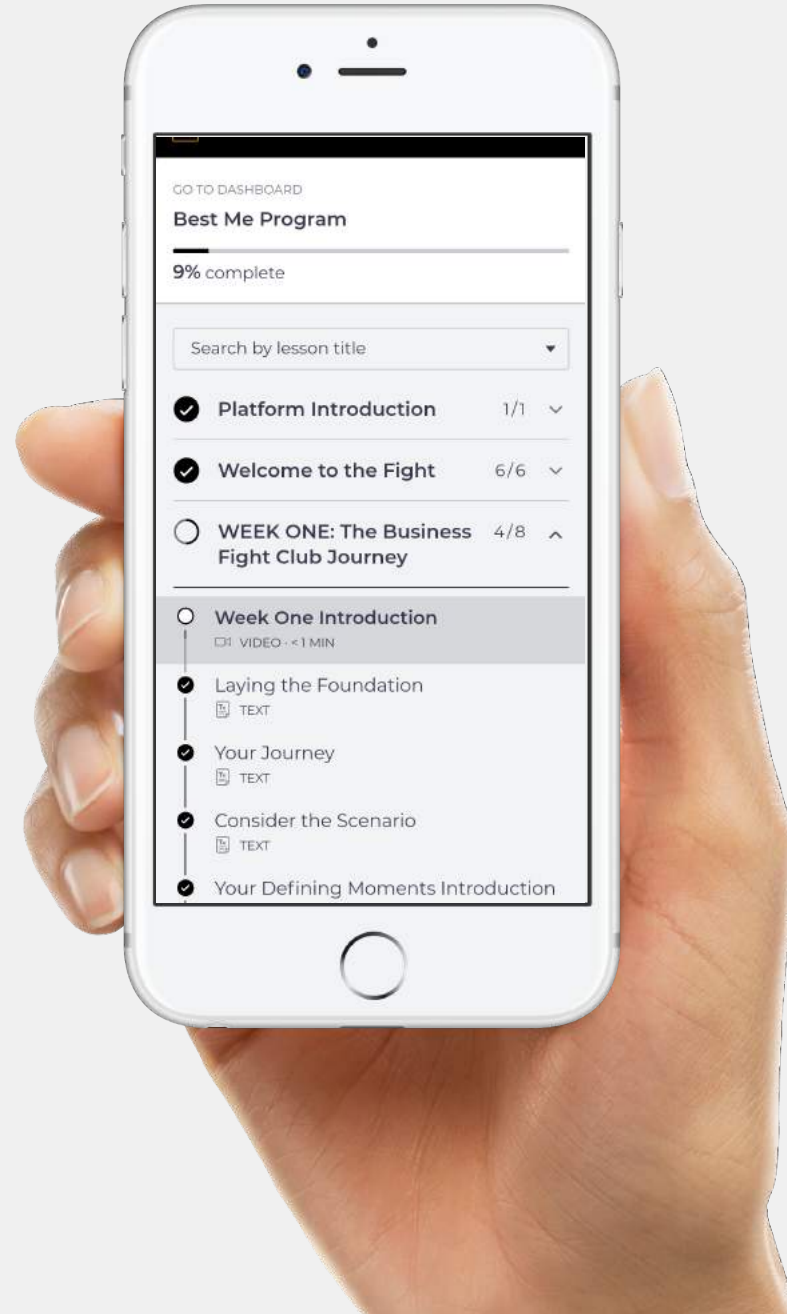 GO TO DASHBOARD
Best Me Program
9% complete
Search by lesson title
Platform Introduction 1/1
Welcome to the Fight 6/6
WEEK ONE: The Business 4/8
Fight Club Journey
Week One Introduction
VIDEO · < 1 MIN
Laying the Foundation
TEXT
Your Journey
TEXT
Consider the Scenario
TEXT
Your Defining Moments Introduction